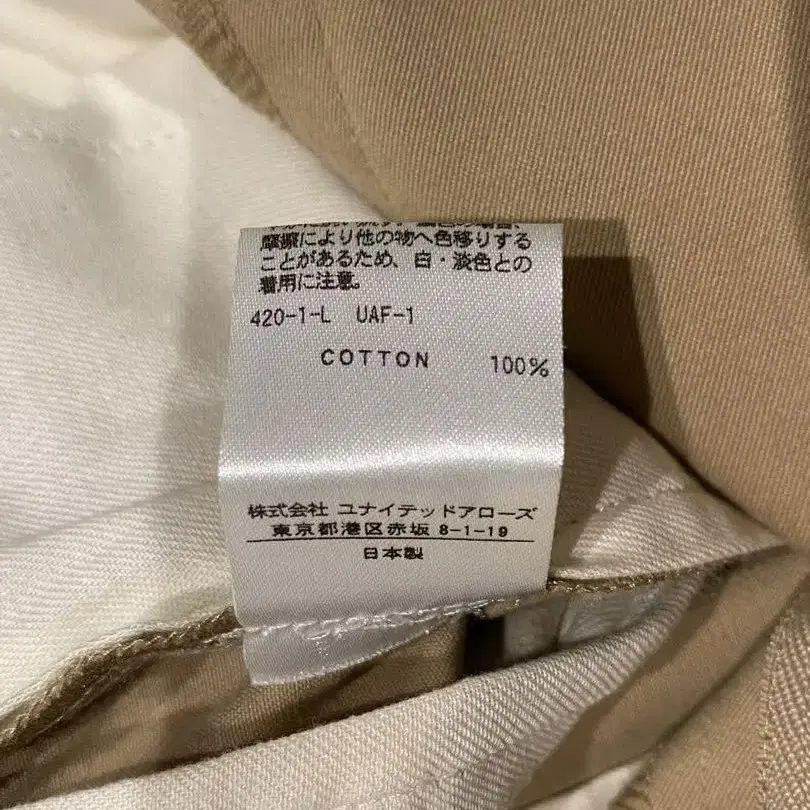 摩擦により他の物へ色移りする
ことがあるため、白・淡色との
着用に注意。
420-1-L UAF-1
COTTON 100%
株式会社 ユナイテッドアローズ
東京都港区赤坂 8-1-19
日本製